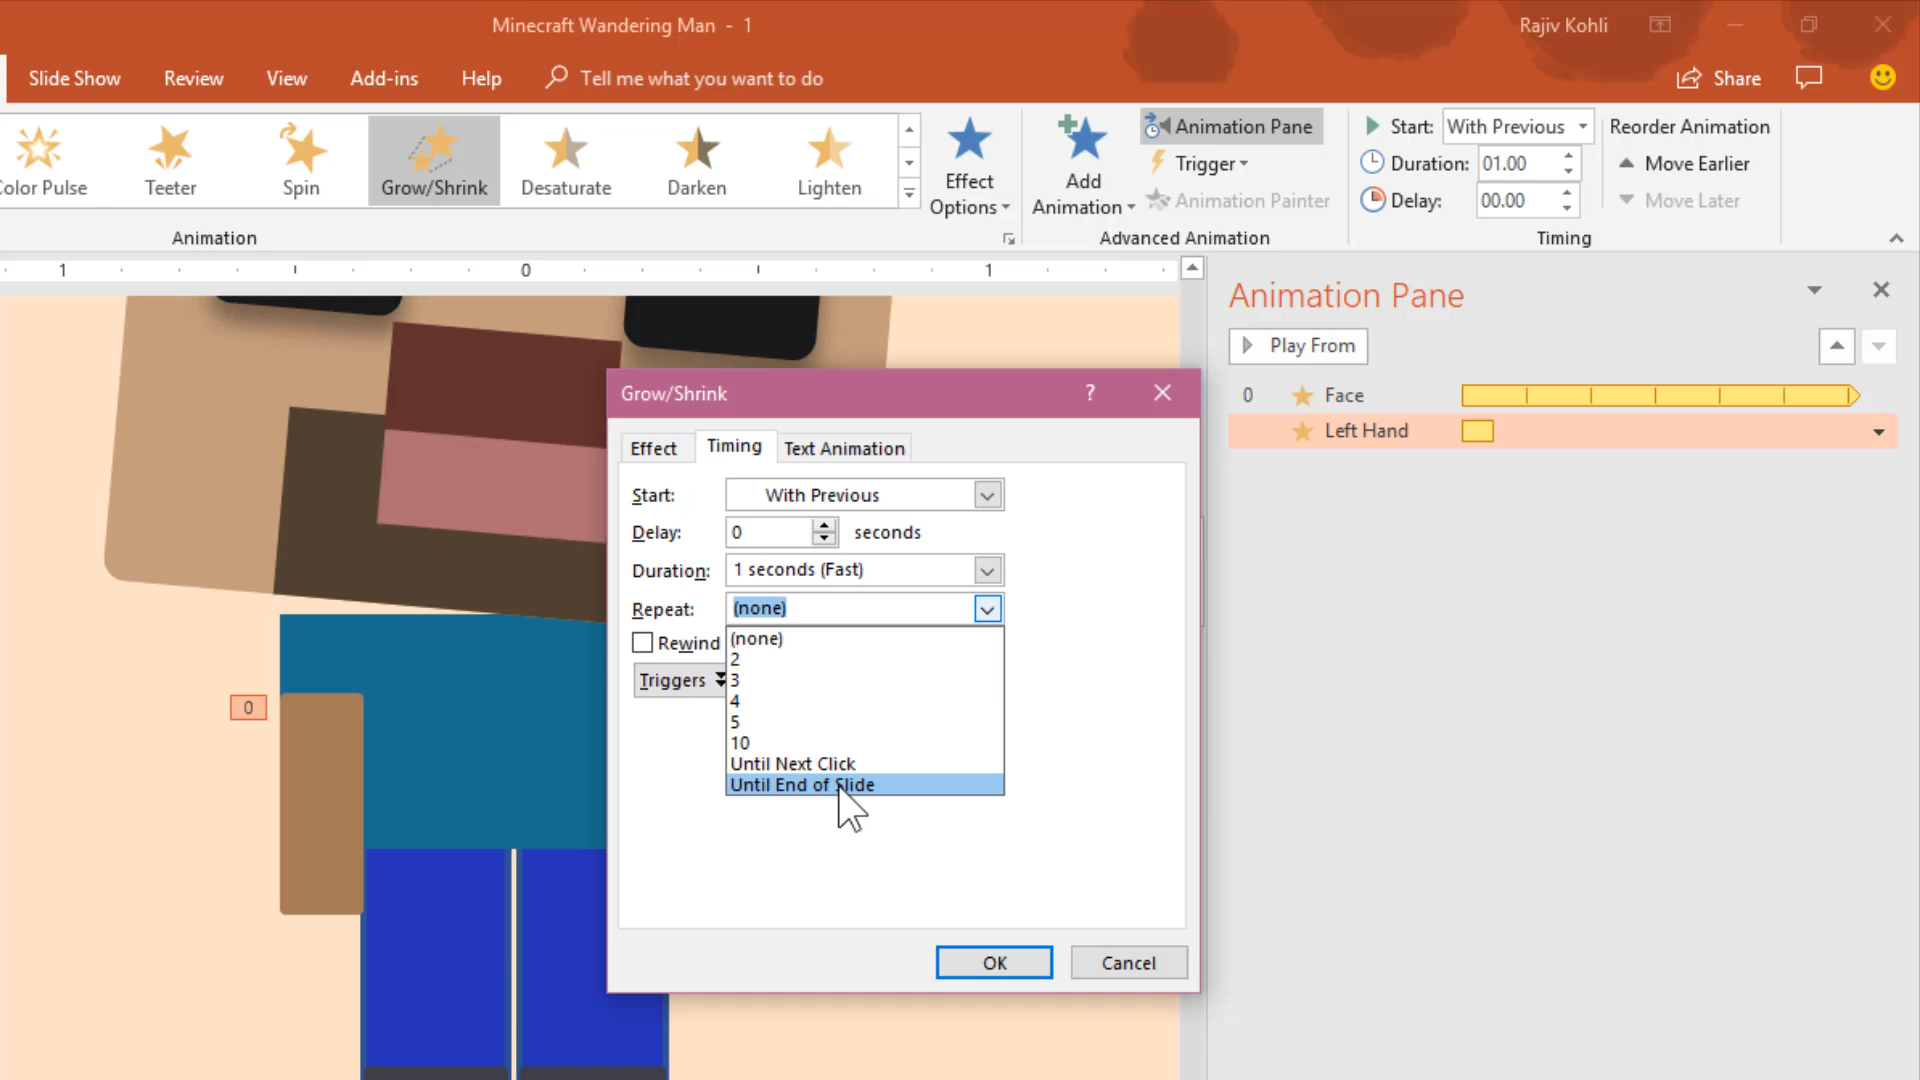 Minecraft Wandering Man - 1
Rajiv Kohli
Slide Show
Review
View
Add-ins
Help
Tell me what you want to do
Share
Color Pulse
Teeter
Spin
Grow/Shrink
Desaturate
Darken
Lighten
Animation
Effect
Options
Add
Animation
Animation Pane
Trigger
Animation Painter
Advanced Animation
Start: With Previous
Duration: 01.00
Delay: 00.00
Timing
Reorder Animation
Move Earlier
Move Later
1 0 1
Animation Pane
Play From
0 Face
Left Hand
0
Grow/Shrink ?
Effect
Timing
Text Animation
Start: With Previous
Delay: 0 seconds
Duration: 1 seconds (Fast)
Repeat: (none)
Rewind
Triggers
(none)
2
3
4
5
10
Until Next Click
Until End of Slide
OK
Cancel